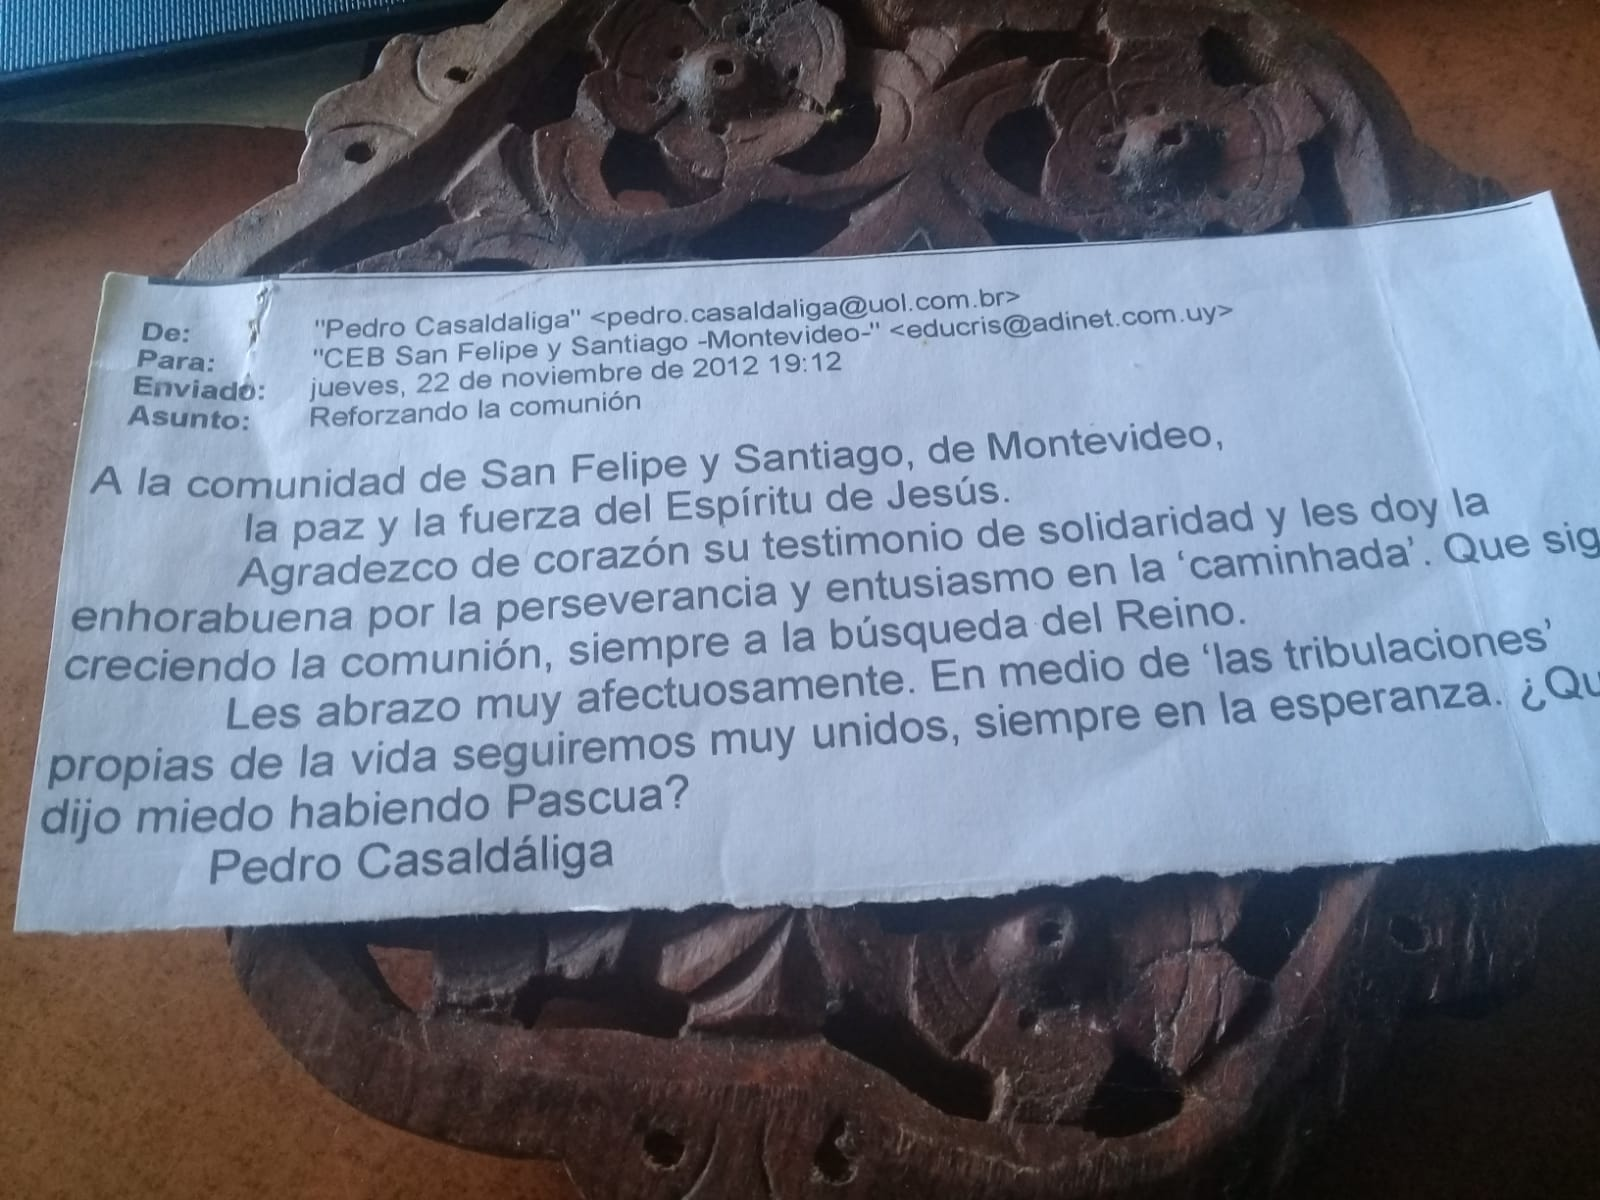 De: "Pedro Casaldaliga" <pedro.casaldaliga@uol.com.br>
Para: "CEB San Felipe y Santiago -Montevideo-" <educris@adinet.com.uy>
Enviado: jueves, 22 de noviembre de 2012 19:12
Asunto: Reforzando la comunión
A la comunidad de San Felipe y Santiago, de Montevideo,
la paz y la fuerza del Espíritu de Jesús.
Agradezco de corazón su testimonio de solidaridad y les doy la
enhorabuena por la perseverancia y entusiasmo en la ‘caminhada’. Que
creciendo la comunión, siempre a la búsqueda del Reino.
Les abrazo muy afectuosamente. En medio de ‘las tribulaciones’
propias de la vida seguiremos muy unidos, siempre en la esperanza.
dijo miedo habiendo Pascua?
Pedro Casaldáliga